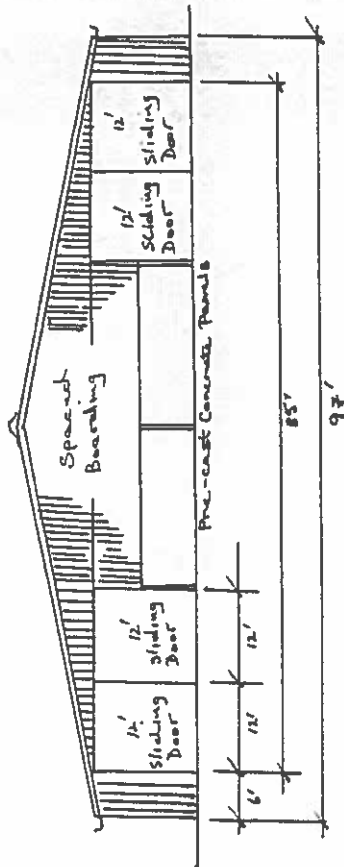 Spaced
Boarding
12'
Sliding
Door
12'
Sliding
Door
12'
Sliding
Door
12'
Sliding
Door
Pre-cast Concrete Panels
6'
12'
12'
85'
97'